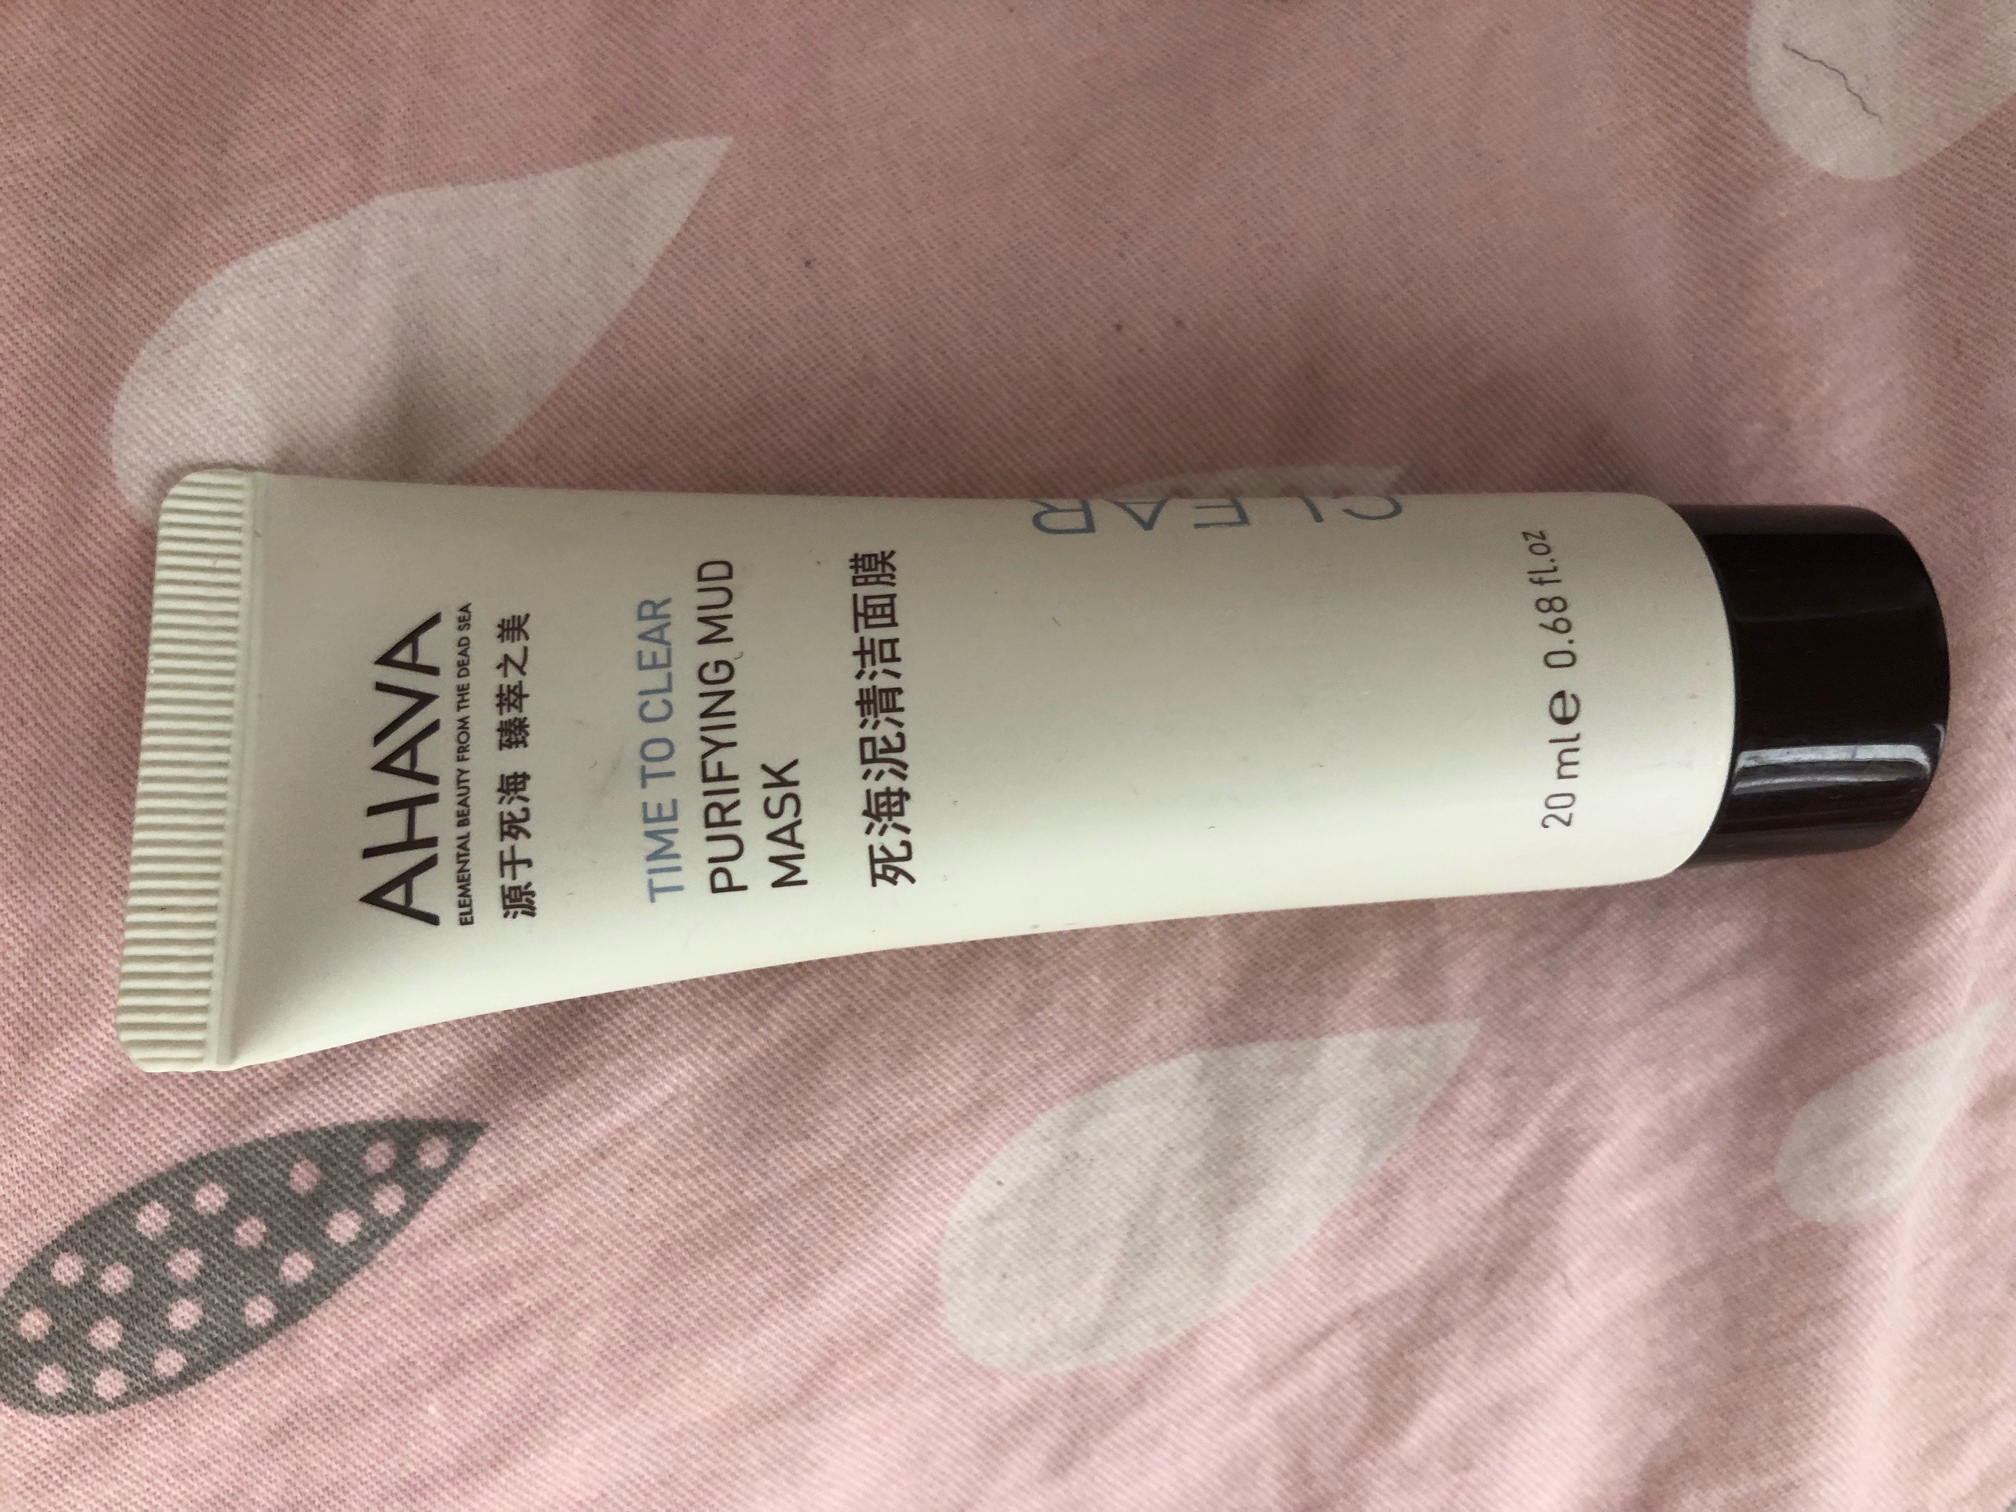 AHAVA
ELEMENTAL BEAUTY FROM THE DEAD SEA
源于死海 臻萃之美
TIME TO CLEAR
PURIFYING MUD
MASK
死海泥清洁面膜
CLEAR
20 ml e 0.68 fl.oz